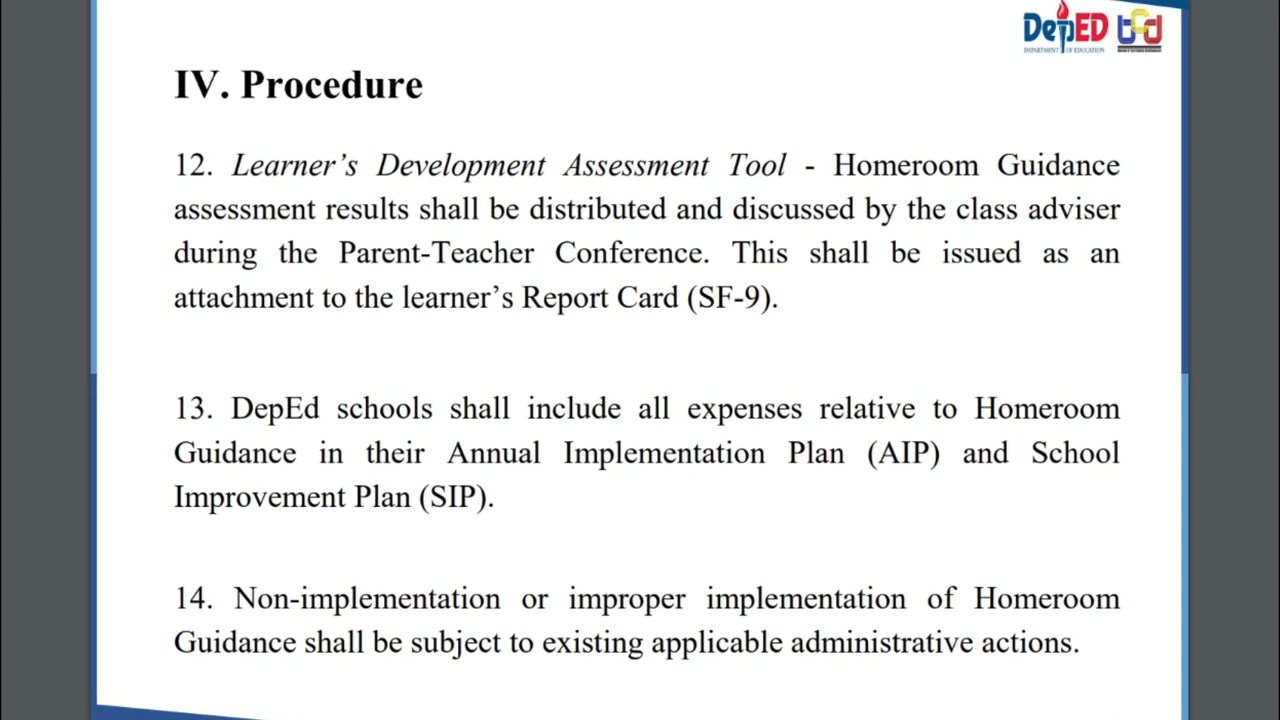 DepED
DEPARTMENT OF EDUCATION
IV. Procedure
12. Learner’s Development Assessment Tool - Homeroom Guidance
assessment results shall be distributed and discussed by the class adviser
during the Parent-Teacher Conference. This shall be issued as an
attachment to the learner’s Report Card (SF-9).
13. DepEd schools shall include all expenses relative to Homeroom
Guidance in their Annual Implementation Plan (AIP) and School
Improvement Plan (SIP).
14. Non-implementation or improper implementation of Homeroom
Guidance shall be subject to existing applicable administrative actions.